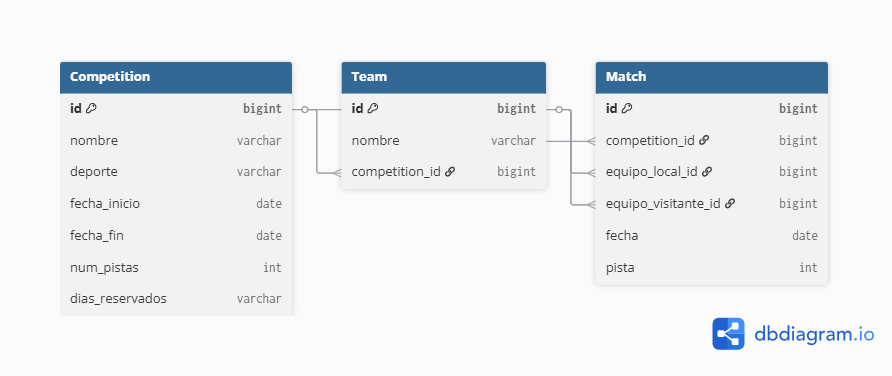 Competition
id bigint
nombre varchar
deporte varchar
fecha_inicio date
fecha_fin date
num_pistas int
dias_reservados varchar
Team
id bigint
nombre varchar
competition_id bigint
Match
id bigint
competition_id bigint
equipo_local_id bigint
equipo_visitante_id bigint
fecha date
pista int
dbdiagram.io